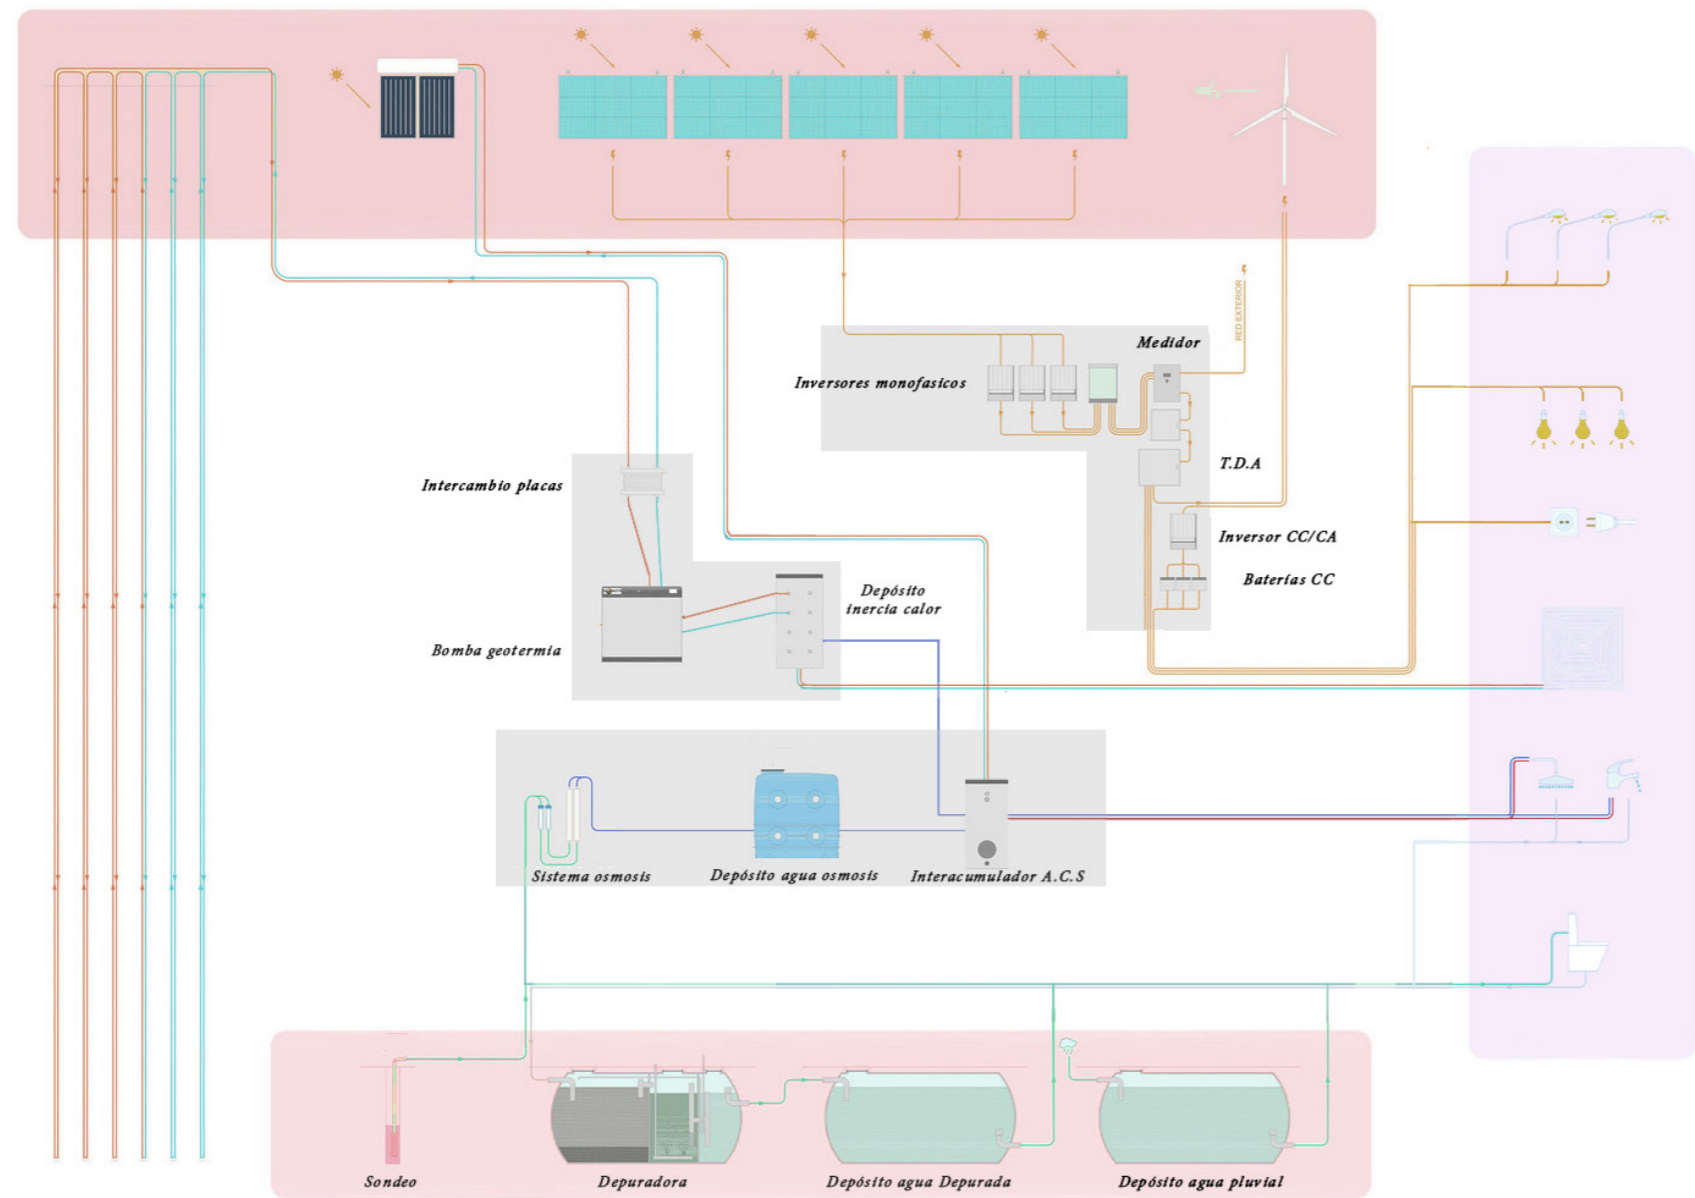 RED EXTERIOR
Medidor
Inversores monofasicos
T.D.A
Intercambio placas
Inversor CC/CA
Baterías CC
Depósito
inercia calor
Bomba geotermia
Sistema osmosis
Depósito agua osmosis
Interacumulador A.C.S
Sondeo
Depuradora
Depósito agua Depurada
Depósito agua pluvial